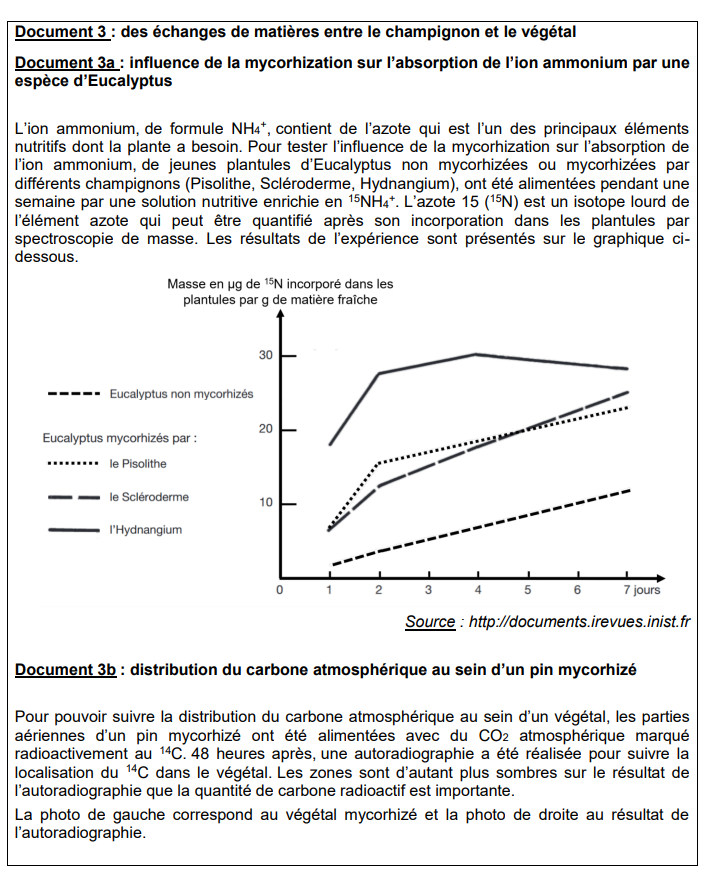 Document 3 : des échanges de matières entre le champignon et le végétal
Document 3a : influence de la mycorhization sur l’absorption de l’ion ammonium par une
espèce d’Eucalyptus
L’ion ammonium, de formule NH4+, contient de l’azote qui est l’un des principaux éléments
nutritifs dont la plante a besoin. Pour tester l’influence de la mycorhization sur l’absorption de
l’ion ammonium, de jeunes plantules d’Eucalyptus non mycorhizées ou mycorhizées par
différents champignons (Pisolithe, Scléroderme, Hydnangium), ont été alimentées pendant une
semaine par une solution nutritive enrichie en 15NH4+. L’azote 15 (15N) est un isotope lourd de
l’élément azote qui peut être quantifié après son incorporation dans les plantules par
spectroscopie de masse. Les résultats de l’expérience sont présentés sur le graphique ci-
dessous.
Masse en µg de 15N incorporé dans les
plantules par g de matière fraîche
30
Eucalyptus non mycorhizés
20
Eucalyptus mycorhizés par :
le Pisolithe
le Scléroderme
10
l’Hydnangium
0 1 2 3 4 5 6 7 jours
Source : http://documents.irevues.inist.fr
Document 3b : distribution du carbone atmosphérique au sein d’un pin mycorhizé
Pour pouvoir suivre la distribution du carbone atmosphérique au sein d’un végétal, les parties
aériennes d’un pin mycorhizé ont été alimentées avec du CO2 atmosphérique marqué
radioactivement au 14C. 48 heures après, une autoradiographie a été réalisée pour suivre la
localisation du 14C dans le végétal. Les zones sont d’autant plus sombres sur le résultat de
l’autoradiographie que la quantité de carbone radioactif est importante.
La photo de gauche correspond au végétal mycorhizé et la photo de droite au résultat de
l’autoradiographie.